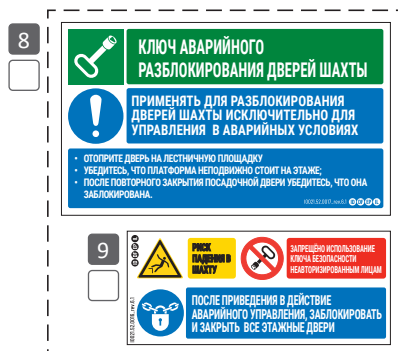 8
КЛЮЧ АВАРИЙНОГО
РАЗБЛОКИРОВАНИЯ ДВЕРЕЙ ШАХТЫ
ПРИМЕНЯТЬ ДЛЯ РАЗБЛОКИРОВАНИЯ
ДВЕРЕЙ ШАХТЫ ИСКЛЮЧИТЕЛЬНО ДЛЯ
УПРАВЛЕНИЯ В АВАРИЙНЫХ УСЛОВИЯХ
• ОТОПРИТЕ ДВЕРЬ НА ЛЕСТНИЧНУЮ ПЛОЩАДКУ
• УБЕДИТЕСЬ, ЧТО ПЛАТФОРМА НЕПОДВИЖНО СТОИТ НА ЭТАЖЕ;
• ПОСЛЕ ПОВТОРНОГО ЗАКРЫТИЯ ПОСАДОЧНОЙ ДВЕРИ УБЕДИТЕСЬ, ЧТО ОНА
ЗАБЛОКИРОВАНА.
9
РИСК
ПАДЕНИЯ В
ШАХТУ
ЗАПРЕЩЁНО ИСПОЛЬЗОВАНИЕ
КЛЮЧА БЕЗОПАСНОСТИ
НЕАВТОРИЗИРОВАННЫМ ЛИЦАМ
ПОСЛЕ ПРИВЕДЕНИЯ В ДЕЙСТВИЕ
АВАРИЙНОГО УПРАВЛЕНИЯ, ЗАБЛОКИРОВАТЬ
И ЗАКРЫТЬ ВСЕ ЭТАЖНЫЕ ДВЕРИ